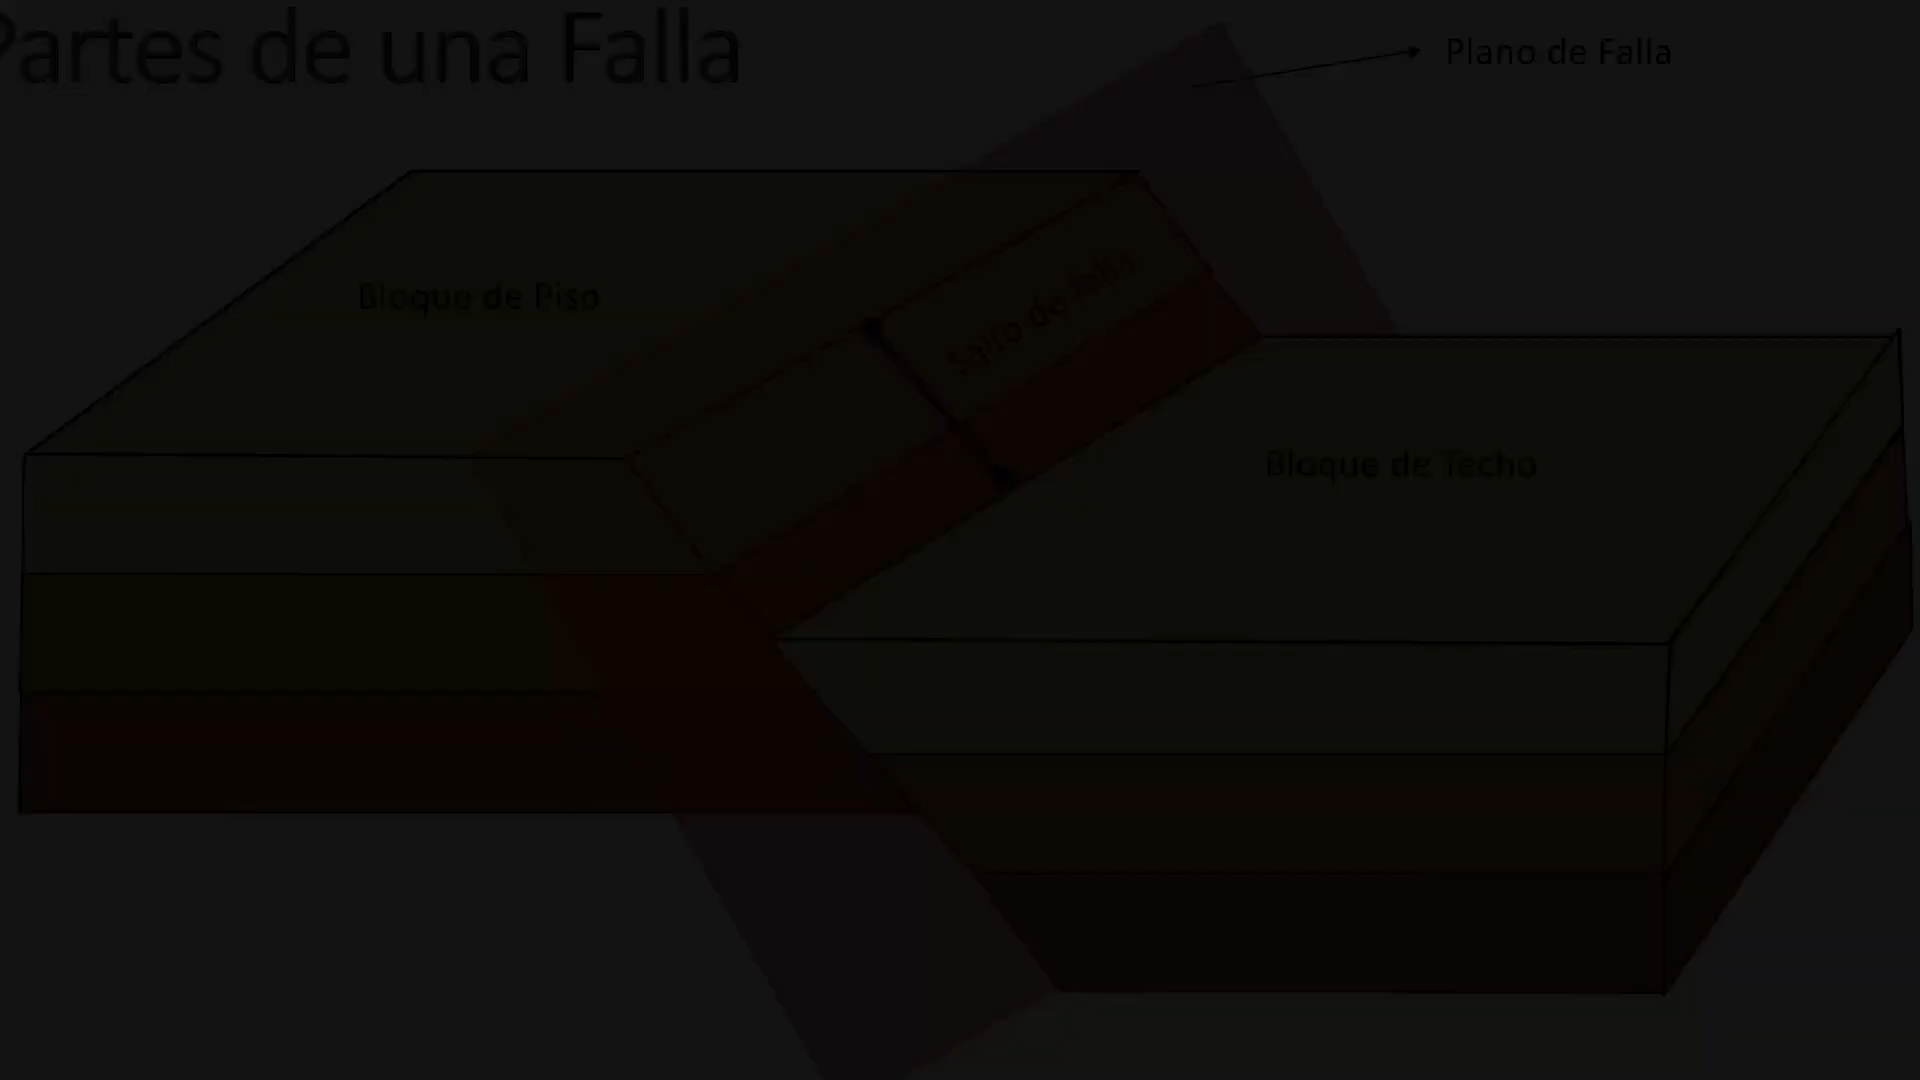 Partes de una Falla
Plano de Falla
Bloque de Piso
Salto de falla
Bloque de Techo